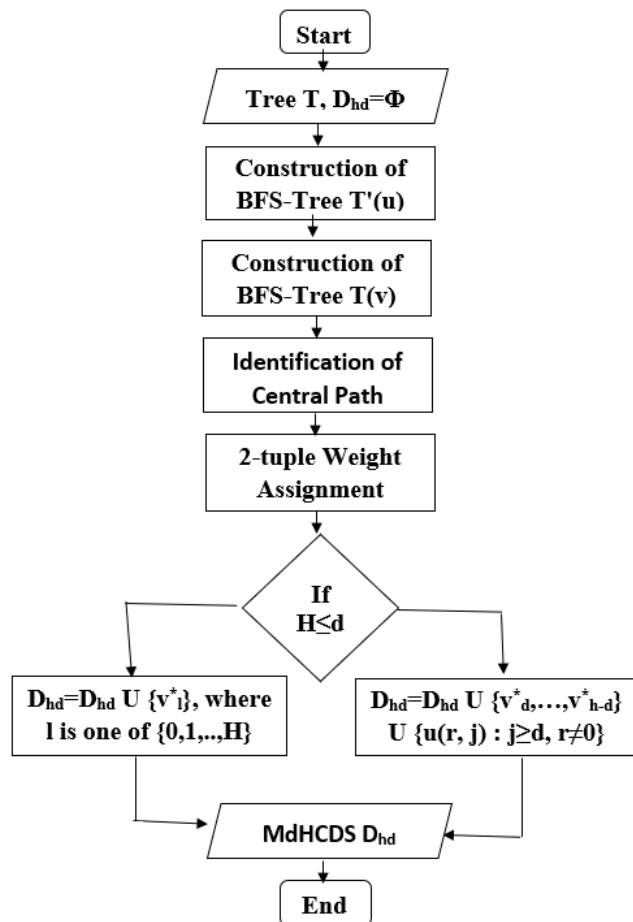 Start
Tree T, D_hd=Φ
Construction of
BFS-Tree T'(u)
Construction of
BFS-Tree T(v)
Identification of
Central Path
2-tuple Weight
Assignment
If
H≤d
D_hd=D_hd U {v*_l}, where
l is one of {0,1,..,H}
D_hd=D_hd U {v*_d,...,v*_h-d}
U {u(r, j) : j≥d, r≠0}
MdHCDS D_hd
End